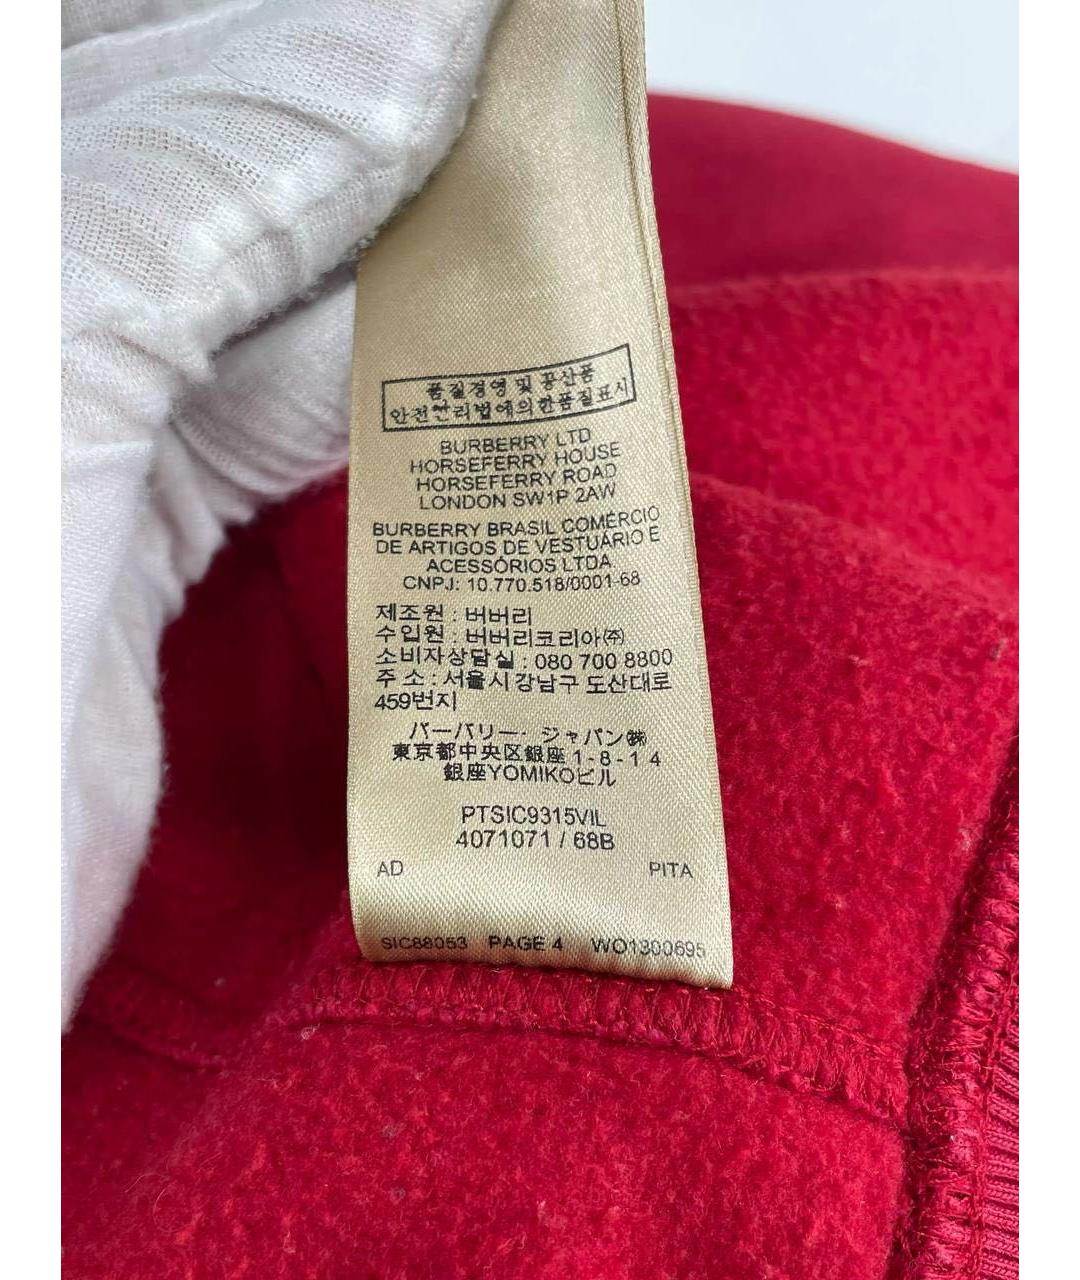 품질경영 및 공산품
안전관리법에의한품질표시
BURBERRY LTD
HORSEFERRY HOUSE
HORSEFERRY ROAD
LONDON SW1P 2AW
BURBERRY BRASIL COMÉRCIO
DE ARTIGOS DE VESTUÁRIO E
ACESSÓRIOS LTDA
CNPJ: 10.770.518/0001-68
제조원 : 버버리
수입원 : 버버리코리아㈜
소비자상담실 : 080 700 8800
주 소 : 서울시강남구 도산대로
459번지
バーバリー・ジャパン㈱
東京都中央区銀座1-8-14
銀座YOMIKOビル
PTSIC9315VIL
4071071 / 68B
AD PITA
SIC88053 PAGE 4 WO1300695